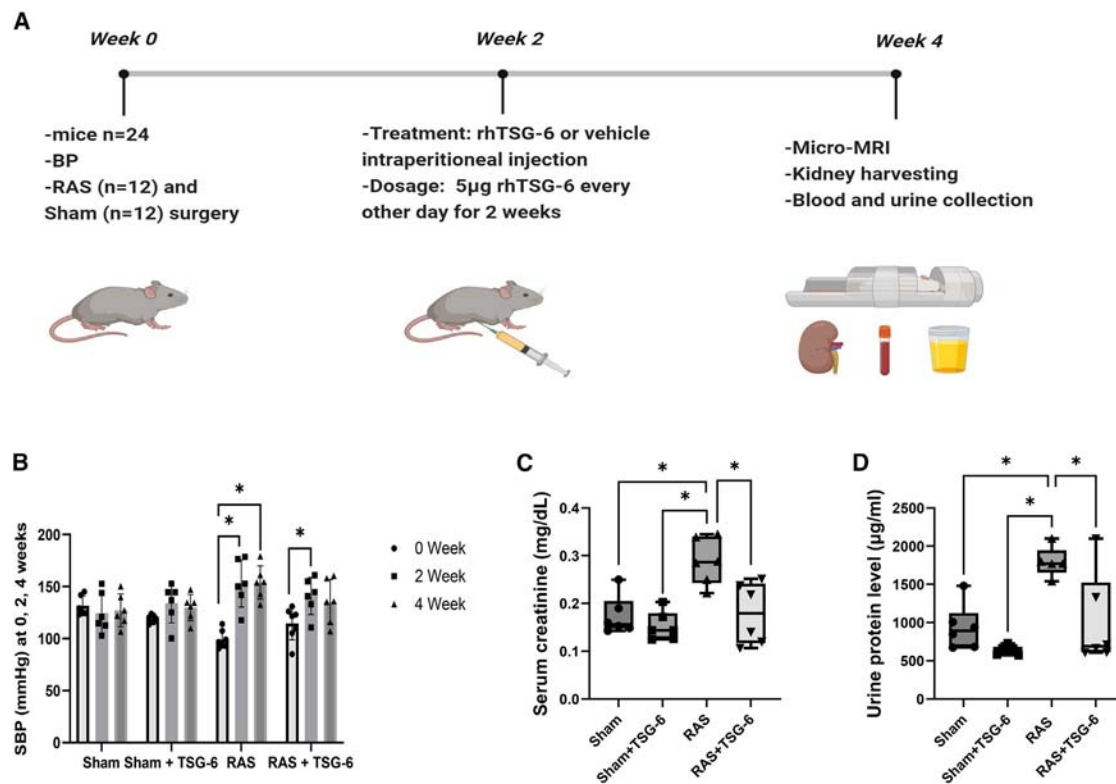 A
Week 0
Week 2
Week 4
-mice n=24
-BP
-RAS (n=12) and
Sham (n=12) surgery
-Treatment: rhTSG-6 or vehicle
intraperitioneal injection
-Dosage: 5µg rhTSG-6 every
other day for 2 weeks
-Micro-MRI
-Kidney harvesting
-Blood and urine collection
B
SBP (mmHg) at 0, 2, 4 weeks
200
150
100
50
0
*
*
*
Sham
Sham + TSG-6
RAS
RAS + TSG-6
0 Week
2 Week
4 Week
C
Serum creatinine (mg/dL)
0.4
0.3
0.2
0.1
0.0
*
*
*
Sham
Sham+TSG-6
RAS
RAS+TSG-6
D
Urine protein level (µg/ml)
2500
2000
1500
1000
500
0
*
*
*
Sham
Sham+TSG-6
RAS
RAS+TSG-6